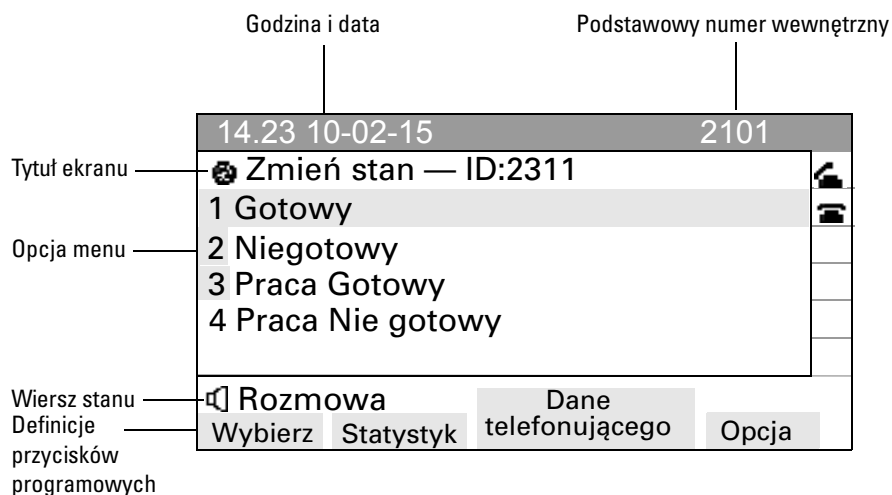 Godzina i data
Podstawowy numer wewnętrzny
14.23 10-02-15 2101
Tytuł ekranu
Zmień stan — ID:2311
1 Gotowy
Opcja menu
2 Niegotowy
3 Praca Gotowy
4 Praca Nie gotowy
Wiersz stanu
Rozmowa
Definicje
przycisków
programowych
Wybierz
Statystyk
Dane
telefonującego
Opcja